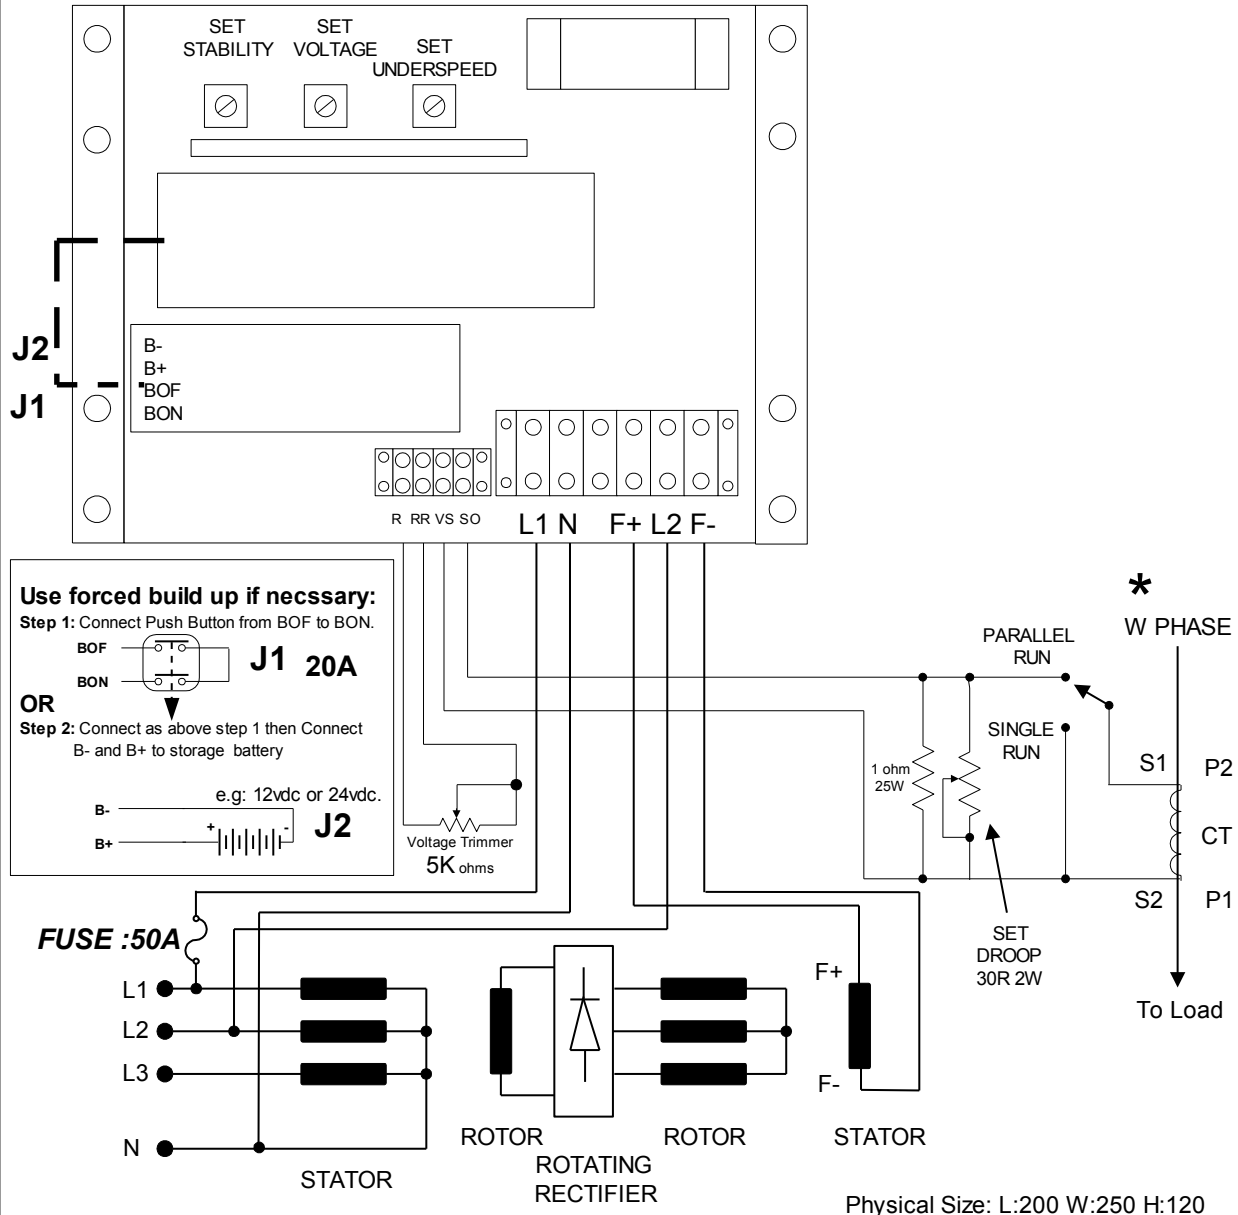 SET
STABILITY
SET
VOLTAGE
SET
UNDERSPEED
J2
J1
B-
B+
BOF
BON
R RR VS SO
L1 N F+ L2 F-
Use forced build up if necssary:
Step 1: Connect Push Button from BOF to BON.
BOF
BON
J1 20A
OR
Step 2: Connect as above step 1 then Connect
B- and B+ to storage battery
e.g: 12vdc or 24vdc.
B-
B+
+ -
J2
Voltage Trimmer
5K ohms
*
W PHASE
PARALLEL
RUN
SINGLE
RUN
1 ohm
25W
S1 P2
CT
S2 P1
SET
DROOP
30R 2W
To Load
FUSE :50A
L1
L2
L3
N
STATOR
ROTOR
ROTATING
RECTIFIER
ROTOR
F+
F-
STATOR
Physical Size: L:200 W:250 H:120